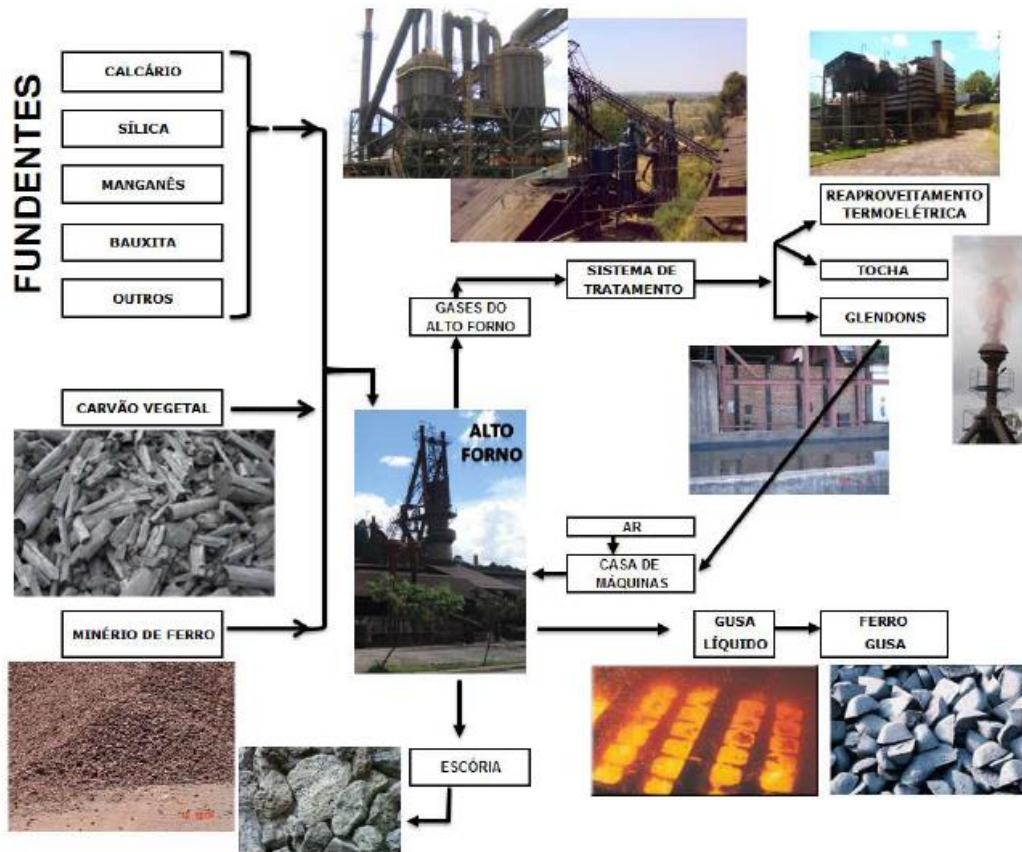 FUNDENTES
CALCÁRIO
SÍLICA
MANGANÊS
BAUXITA
OUTROS
CARVÃO VEGETAL
MINÉRIO DE FERRO
GASES DO
ALTO FORNO
SISTEMA DE
TRATAMENTO
REAPROVEITAMENTO
TERMOELÉTRICA
TOCHA
GLENDONS
ALTO
FORNO
AR
CASA DE
MÁQUINAS
GUSA
LÍQUIDO
FERRO
GUSA
ESCÓRIA